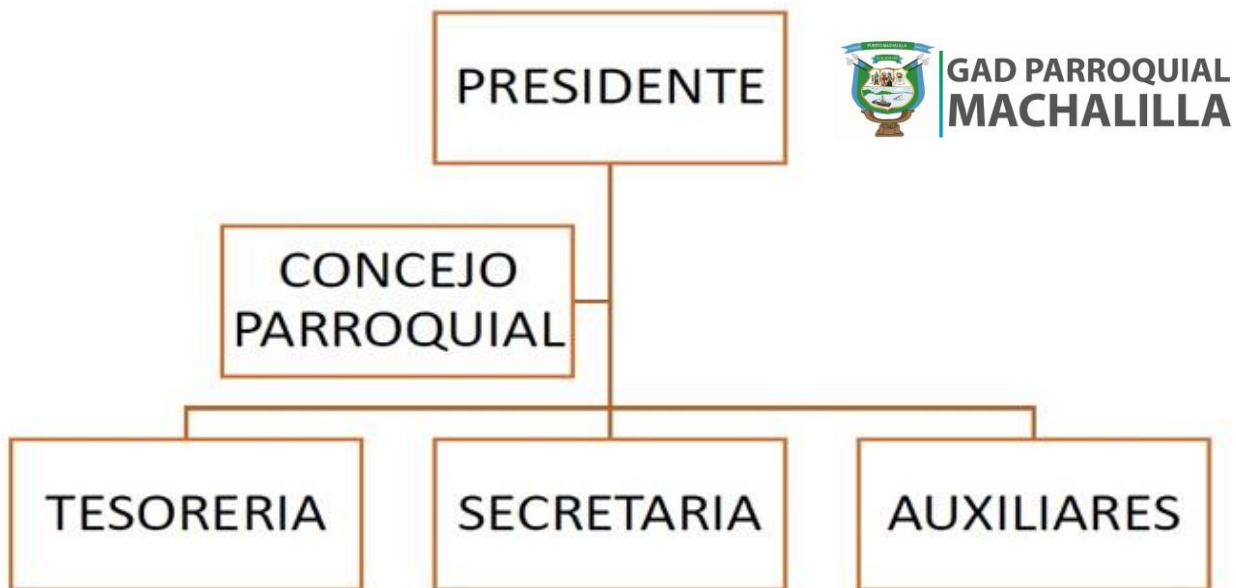 PRESIDENTE
GAD PARROQUIAL
MACHALILLA
CONCEJO
PARROQUIAL
TESORERIA
SECRETARIA
AUXILIARES